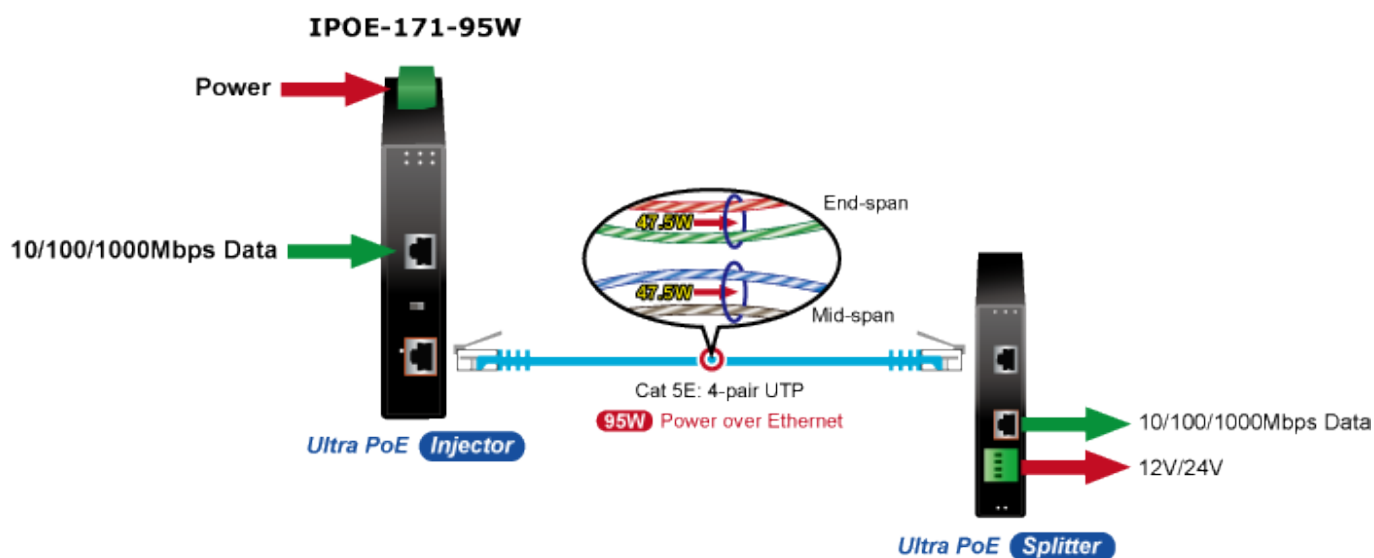 IPOE-171-95W
Power
10/100/1000Mbps Data
47.5W
End-span
47.5W
Mid-span
Cat 5E: 4-pair UTP
95W Power over Ethernet
Ultra PoE Injector
10/100/1000Mbps Data
12V/24V
Ultra PoE Splitter